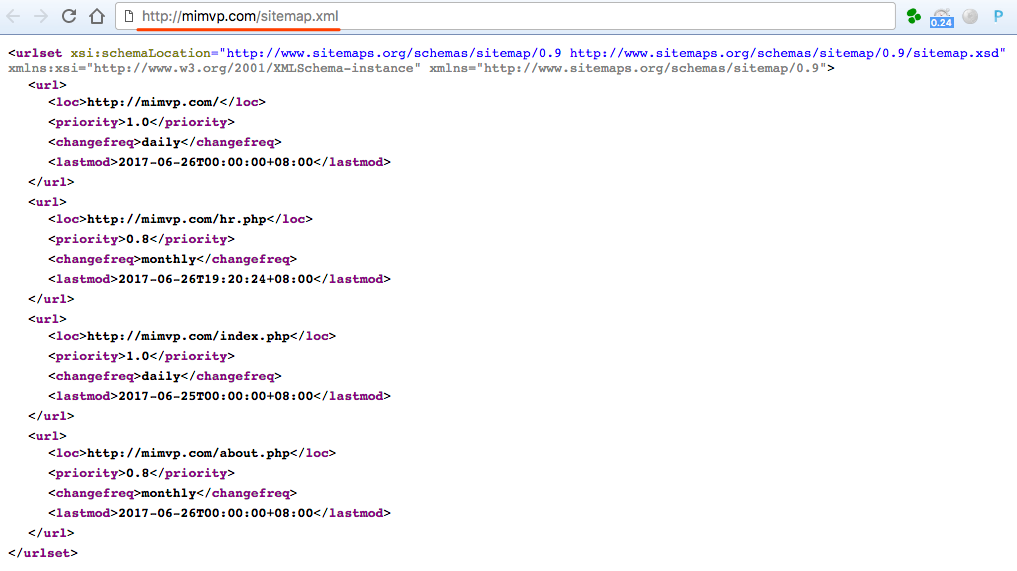 http://mimvp.com/sitemap.xml
0.24
P
<urlset xsi:schemaLocation="http://www.sitemaps.org/schemas/sitemap/0.9 http://www.sitemaps.org/schemas/sitemap/0.9/sitemap.xsd"
xmlns:xsi="http://www.w3.org/2001/XMLSchema-instance" xmlns="http://www.sitemaps.org/schemas/sitemap/0.9">
<url>
<loc>http://mimvp.com/</loc>
<priority>1.0</priority>
<changefreq>daily</changefreq>
<lastmod>2017-06-26T00:00:00+08:00</lastmod>
</url>
<url>
<loc>http://mimvp.com/hr.php</loc>
<priority>0.8</priority>
<changefreq>monthly</changefreq>
<lastmod>2017-06-26T19:20:24+08:00</lastmod>
</url>
<url>
<loc>http://mimvp.com/index.php</loc>
<priority>1.0</priority>
<changefreq>daily</changefreq>
<lastmod>2017-06-25T00:00:00+08:00</lastmod>
</url>
<url>
<loc>http://mimvp.com/about.php</loc>
<priority>0.8</priority>
<changefreq>monthly</changefreq>
<lastmod>2017-06-26T00:00:00+08:00</lastmod>
</url>
</urlset>